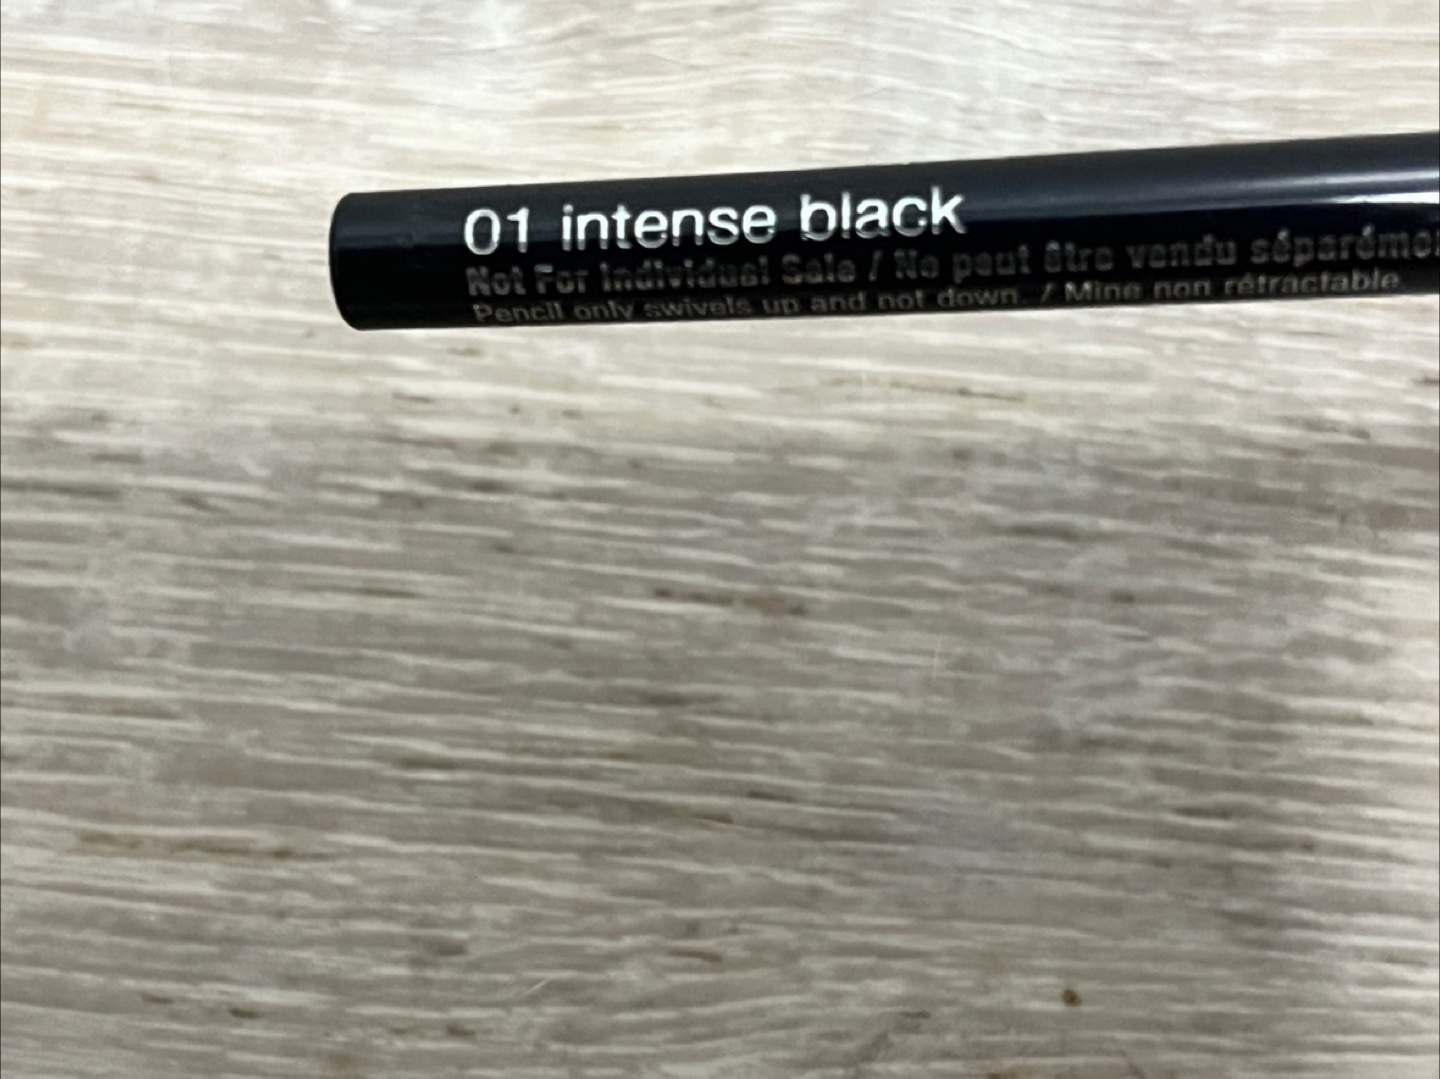 01 intense black
Not For Individual Sale / Ne peut être vendu
Pencil only swivels up and not down. / Mine non rétractable.